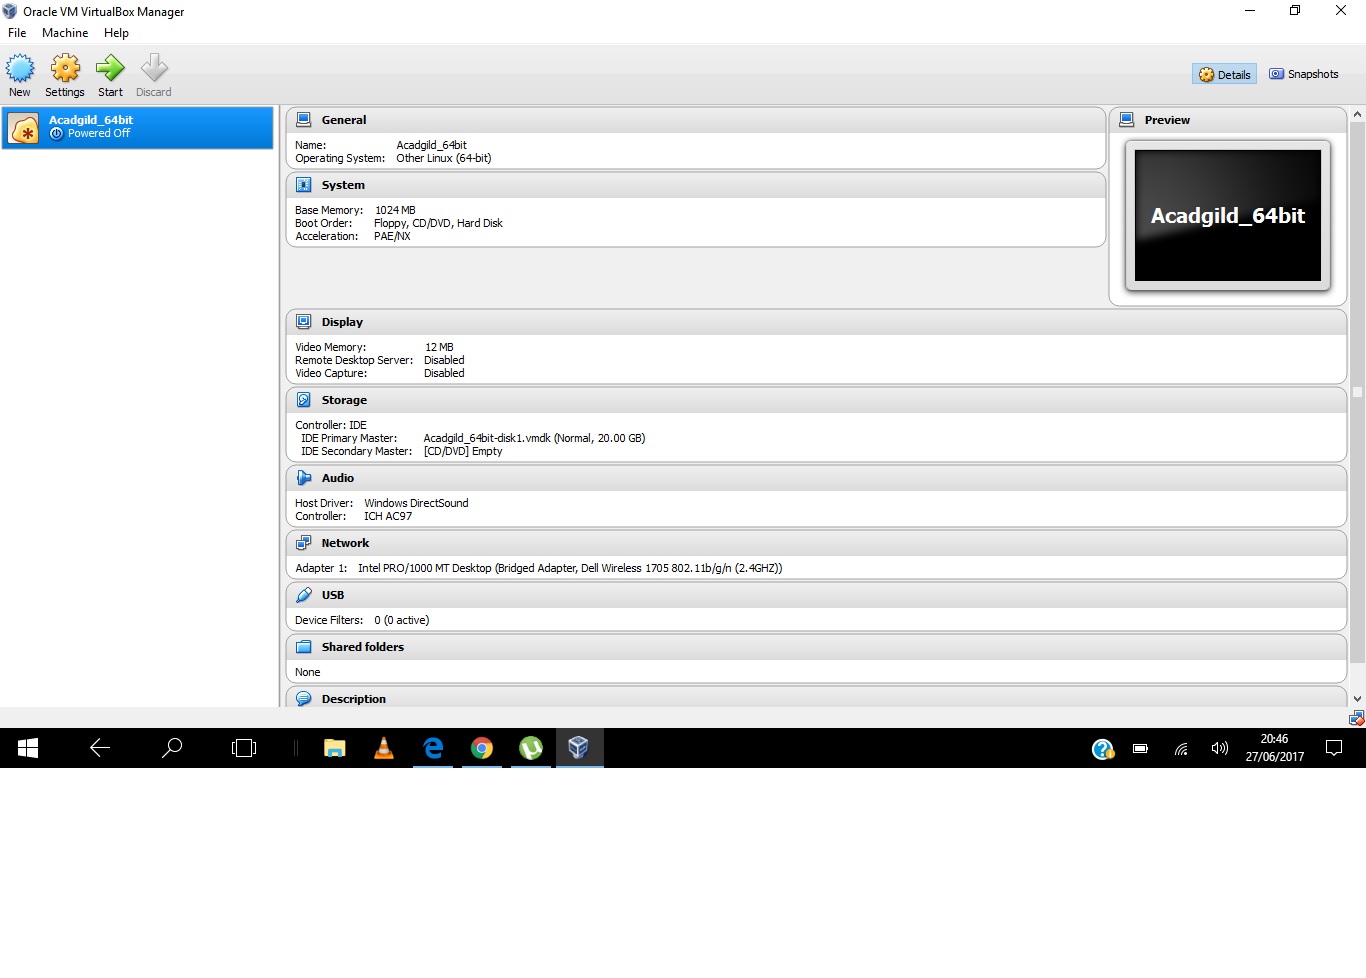 Oracle VM VirtualBox Manager
File Machine Help
New Settings Start Discard
Details Snapshots
Acadgild_64bit
Powered Off
General
Name: Acadgild_64bit
Operating System: Other Linux (64-bit)
System
Base Memory: 1024 MB
Boot Order: Floppy, CD/DVD, Hard Disk
Acceleration: PAE/NX
Preview
Acadgild_64bit
Display
Video Memory: 12 MB
Remote Desktop Server: Disabled
Video Capture: Disabled
Storage
Controller: IDE
IDE Primary Master: Acadgild_64bit-disk1.vmdk (Normal, 20.00 GB)
IDE Secondary Master: [CD/DVD] Empty
Audio
Host Driver: Windows DirectSound
Controller: ICH AC97
Network
Adapter 1: Intel PRO/1000 MT Desktop (Bridged Adapter, Dell Wireless 1705 802.11b/g/n (2.4GHZ))
USB
Device Filters: 0 (0 active)
Shared folders
None
Description
20:46
27/06/2017